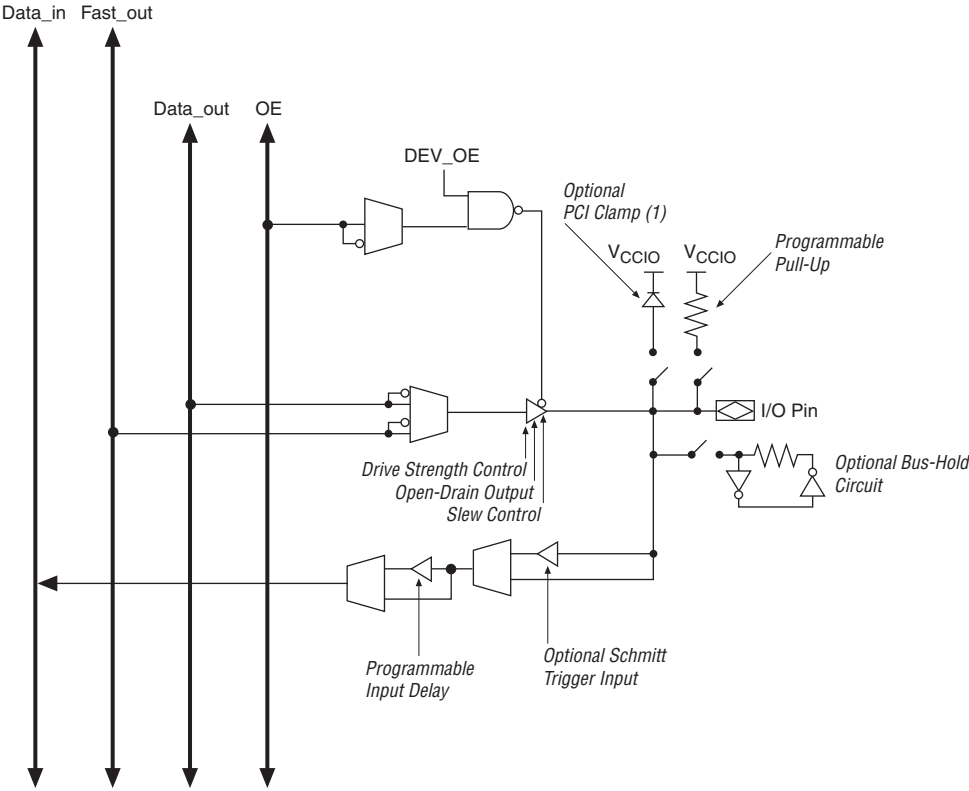 Data_in Fast_out
Data_out OE
DEV_OE
Optional
PCI Clamp (1)
VCCIO VCCIO
Programmable
Pull-Up
I/O Pin
Drive Strength Control
Open-Drain Output
Slew Control
Optional Bus-Hold
Circuit
Programmable
Input Delay
Optional Schmitt
Trigger Input